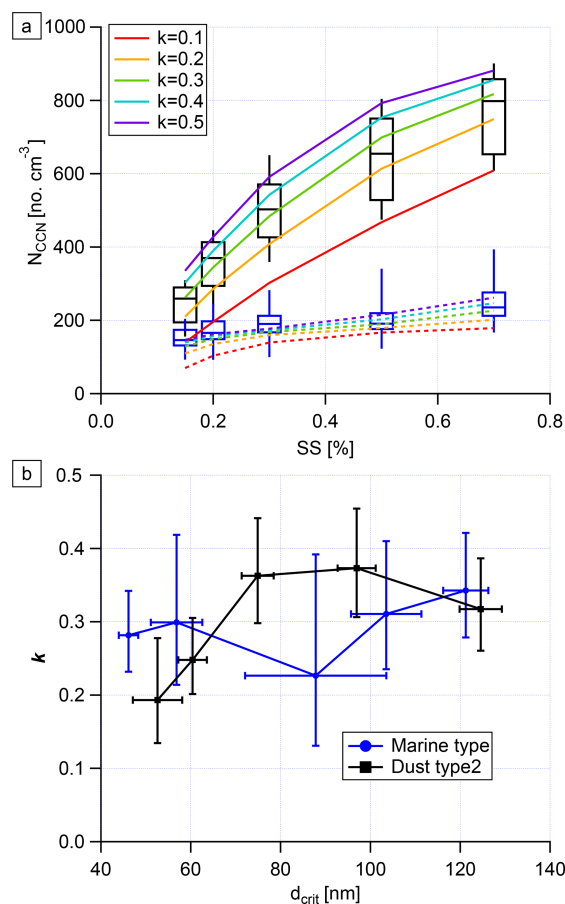 a
1000
800
600
400
200
0
N_CCN [no. cm⁻³]
k=0.1
k=0.2
k=0.3
k=0.4
k=0.5
0.0 0.2 0.4 0.6 0.8
SS [%]
b
0.5
0.4
0.3
0.2
0.1
0.0
k
Marine type
Dust type2
40 60 80 100 120 140
d_crit [nm]